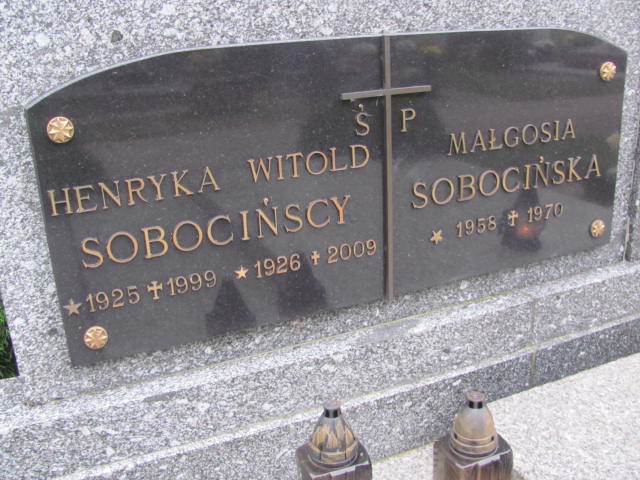 Ś P
HENRYKA WITOLD
SOBOCIŃSCY
★1925 ✝1999 ★1926 ✝2009
MAŁGOSIA
SOBOCIŃSKA
★ 1958 ✝ 1970